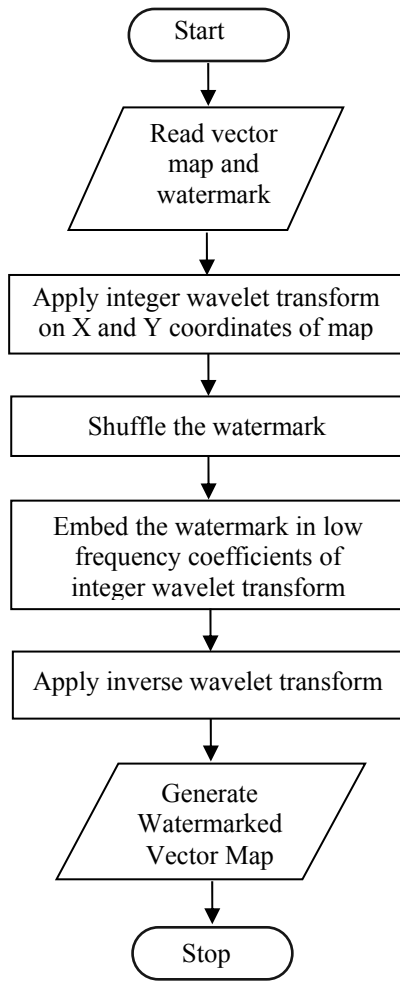 Start
Read vector
map and
watermark
Apply integer wavelet transform
on X and Y coordinates of map
Shuffle the watermark
Embed the watermark in low
frequency coefficients of
integer wavelet transform
Apply inverse wavelet transform
Generate
Watermarked
Vector Map
Stop